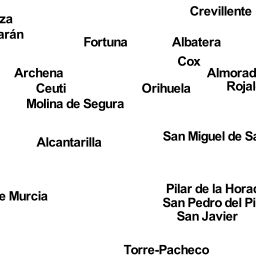 Crevillente
za
arán
Fortuna
Albatera
Cox
Archena
Almorad
Ceuti
Orihuela
Rojal
Molina de Segura
San Miguel de Sa
Alcantarilla
Pilar de la Horad
e Murcia
San Pedro del Pi
San Javier
Torre-Pacheco